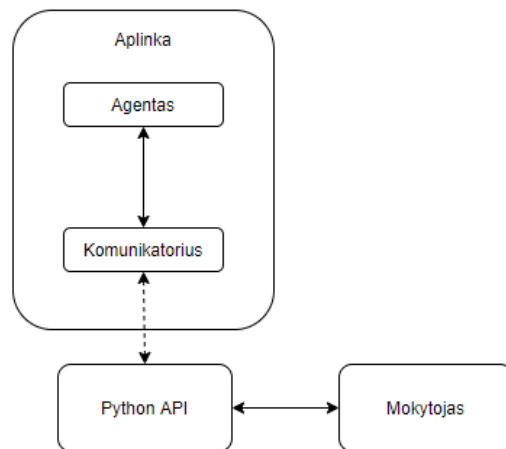 Aplinka
Agentas
Komunikatorius
Python API
Mokytojas